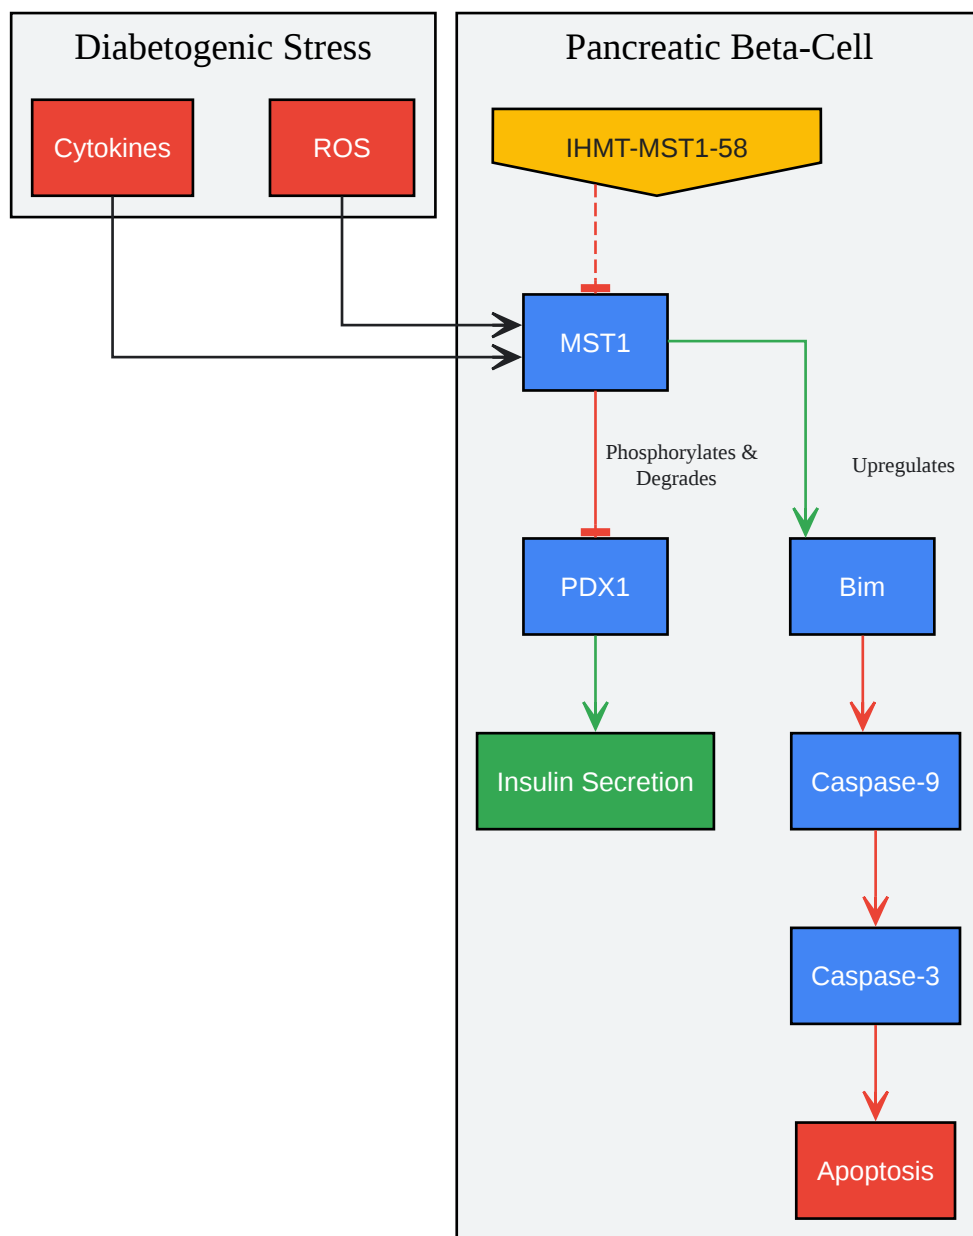 Diabetogenic Stress
Cytokines
ROS
Pancreatic Beta-Cell
IHMT-MST1-58
MST1
Phosphorylates &
Degrades
Upregulates
PDX1
Bim
Insulin Secretion
Caspase-9
Caspase-3
Apoptosis